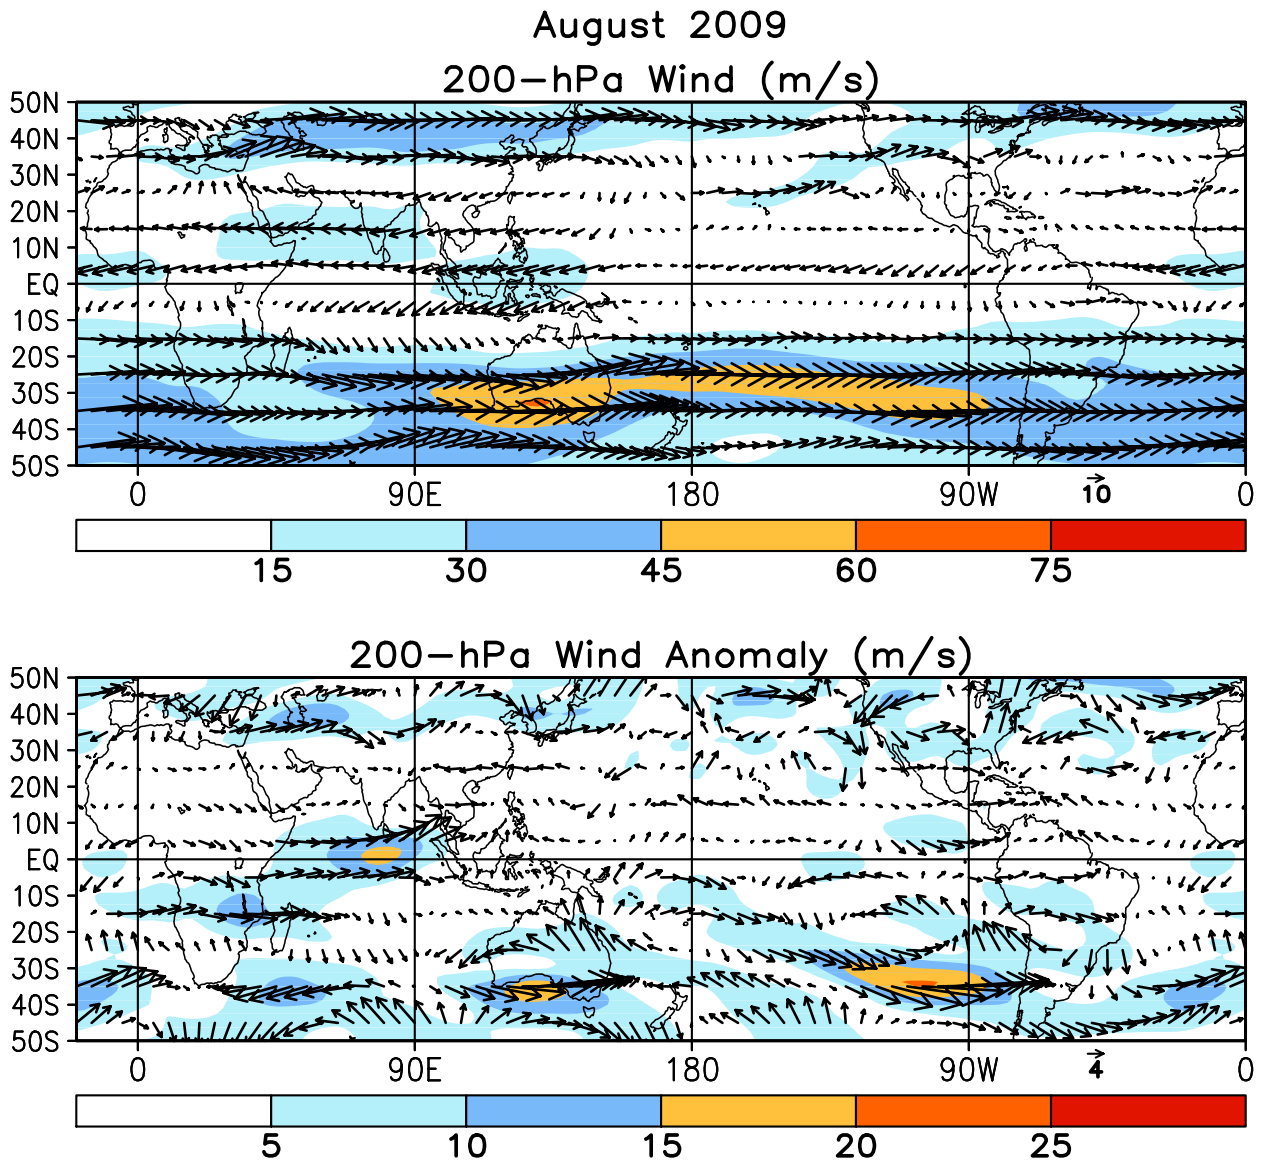 August 2009
200-hPa Wind (m/s)
50N
40N
30N
20N
10N
EQ
10S
20S
30S
40S
50S
0 90E 180 90W 10 0
15 30 45 60 75
200-hPa Wind Anomaly (m/s)
50N
40N
30N
20N
10N
EQ
10S
20S
30S
40S
50S
0 90E 180 90W 4 0
5 10 15 20 25